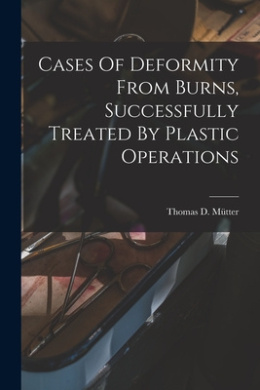 Cases Of Deformity
From Burns,
Successfully
Treated By Plastic
Operations
Thomas D. Mütter